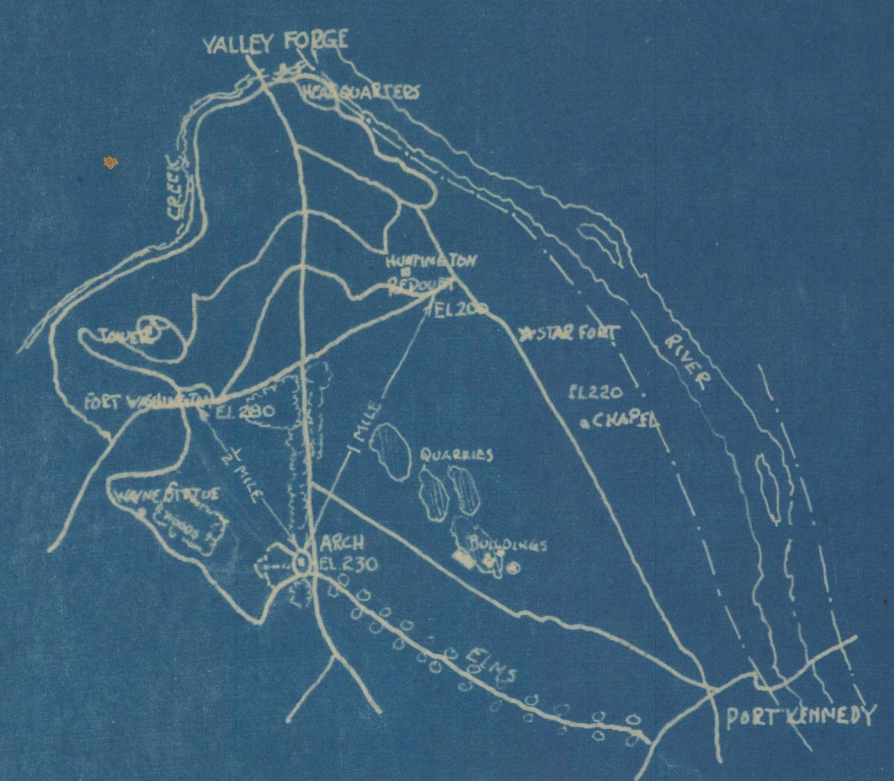 VALLEY FORGE
HEADQUARTERS
CREEK
HUNTINGTON
REDOUBT
EL 200
TOWER
STAR FORT
RIVER
FORT WASHINGTON
EL. 280
EL 220
CHAPEL
1 MILE
1/2 MILE
QUARRIES
WAYNE STATUE
WOODS
ARCH
EL. 230
BUILDINGS
ELMS
PORT KENNEDY